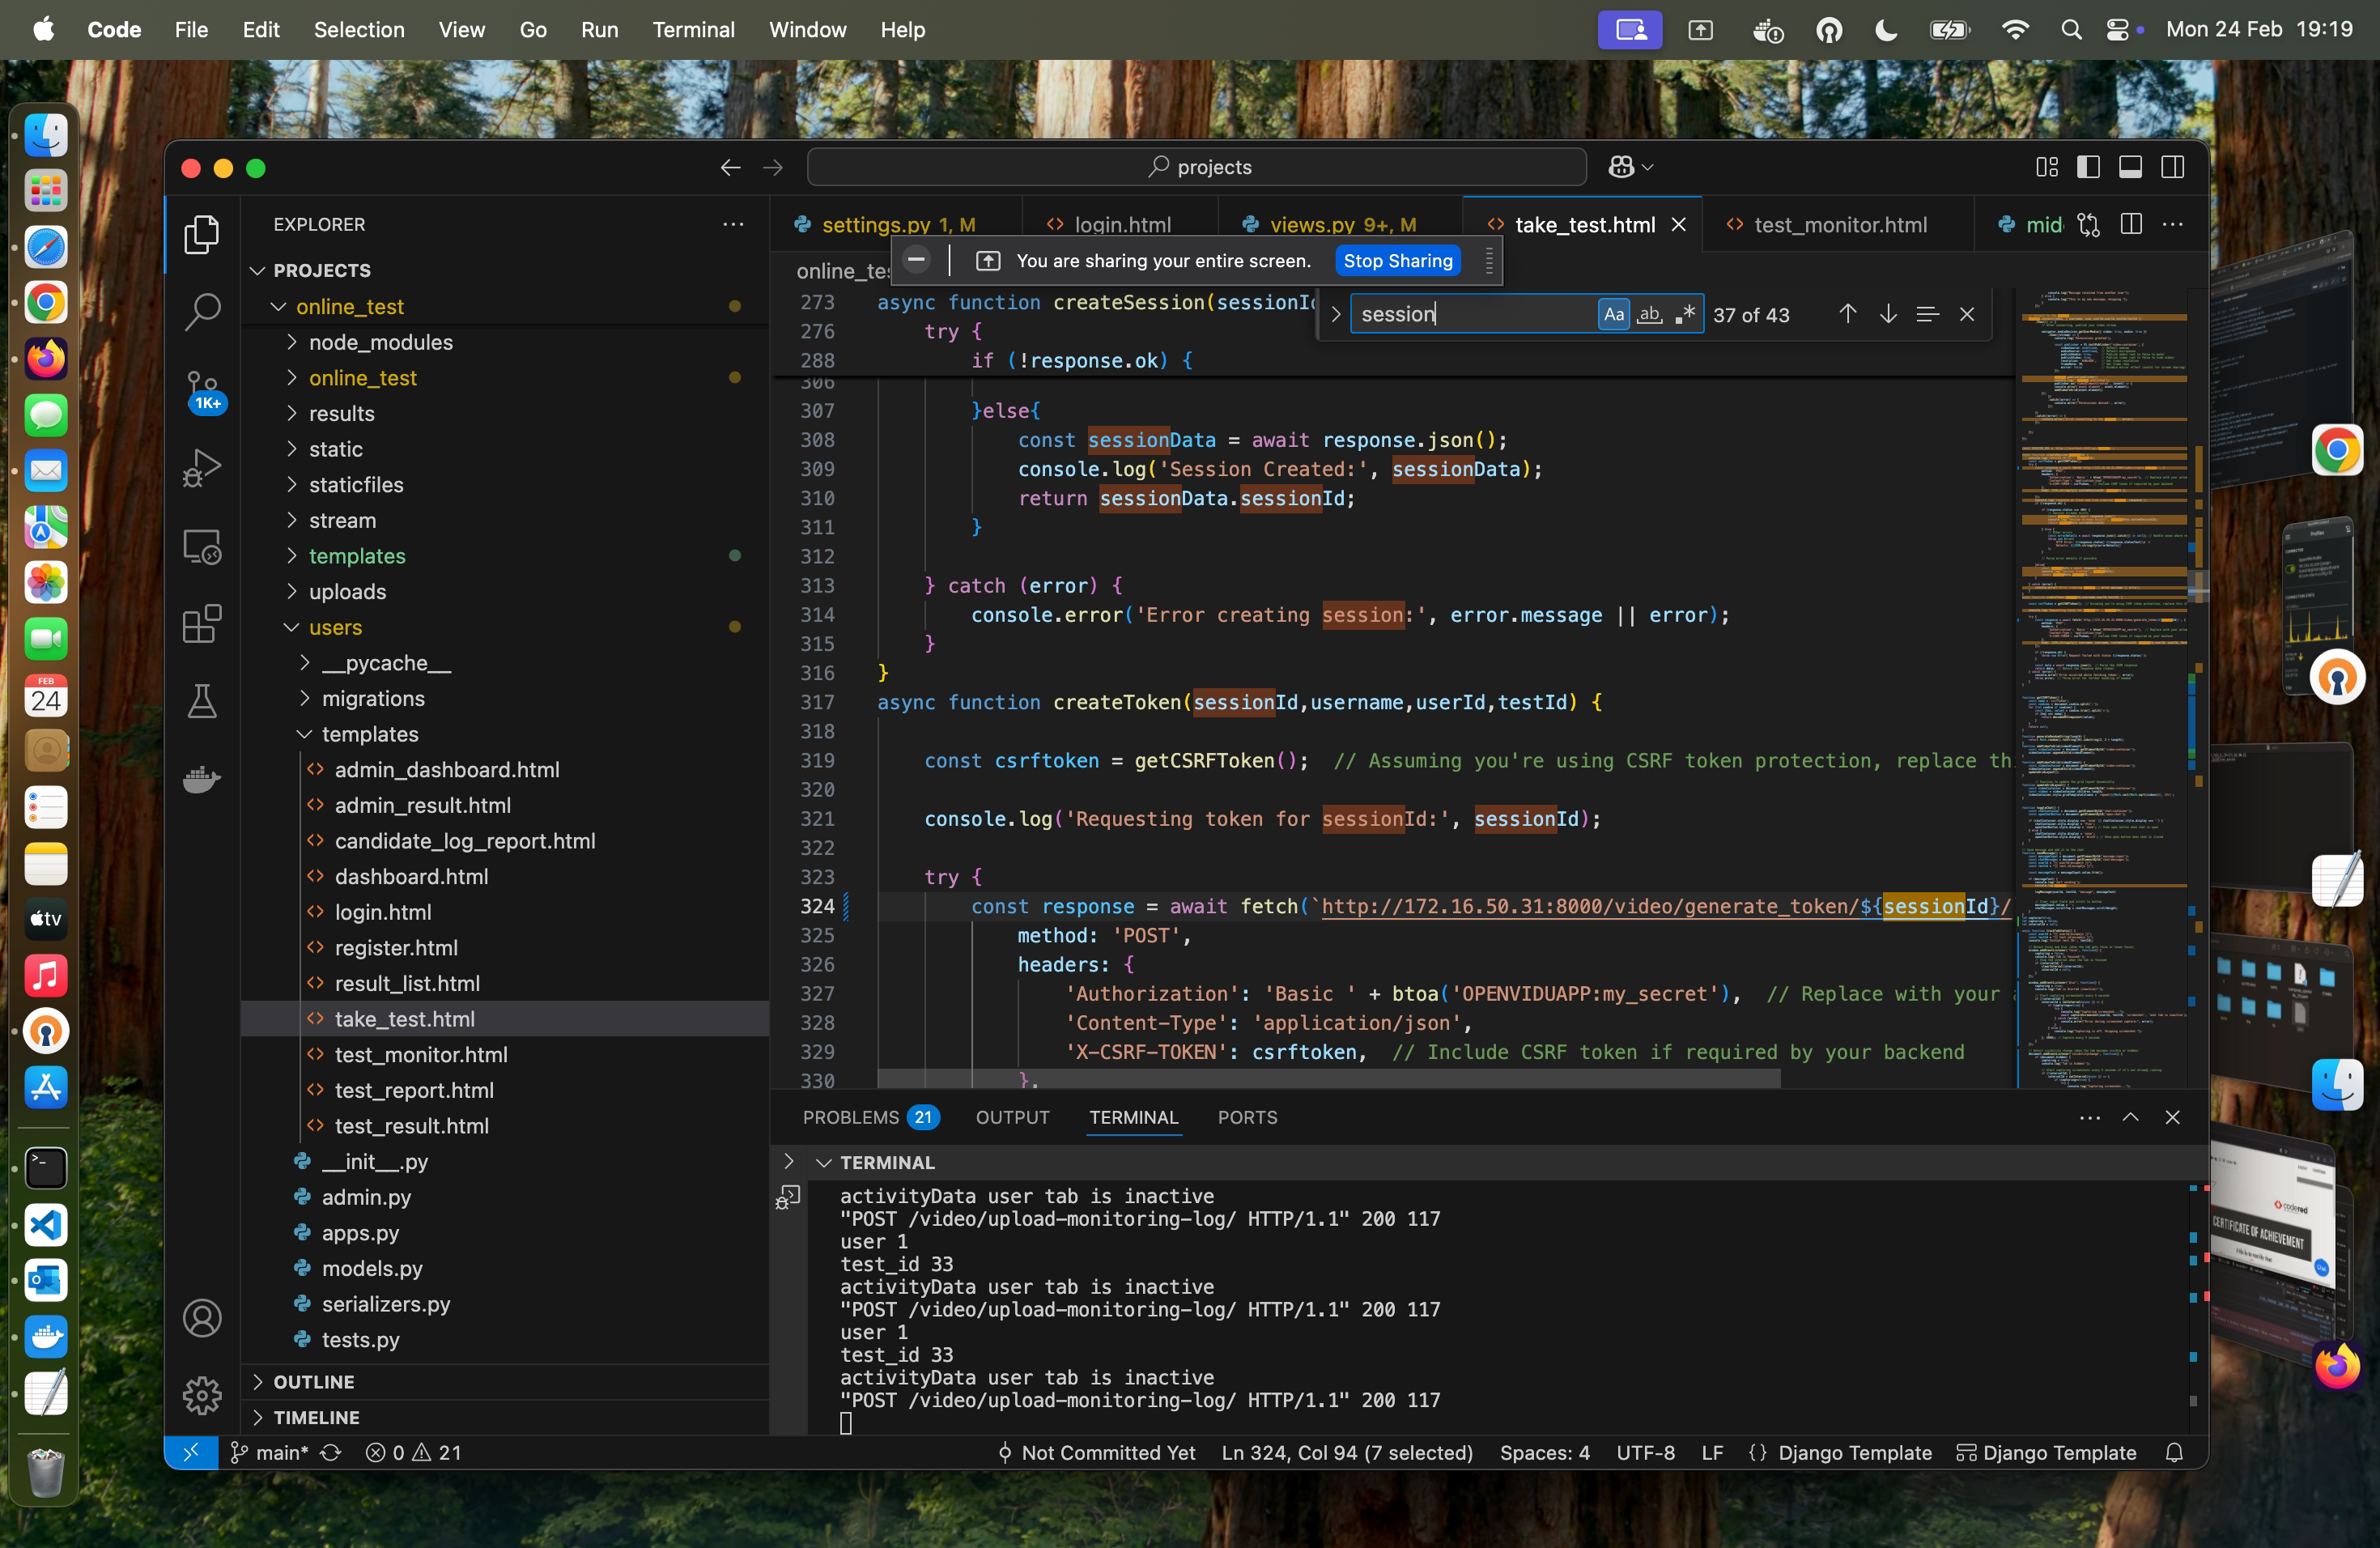 Code File Edit Selection View Go Run Terminal Window Help
Mon 24 Feb 19:19
projects
EXPLORER
PROJECTS
online_test
node_modules
online_test
results
static
staticfiles
stream
templates
uploads
users
__pycache__
migrations
templates
admin_dashboard.html
admin_result.html
candidate_log_report.html
dashboard.html
login.html
register.html
result_list.html
take_test.html
test_monitor.html
test_report.html
test_result.html
__init__.py
admin.py
apps.py
models.py
serializers.py
tests.py
OUTLINE
TIMELINE
1K+
FEB
24
tv
settings.py 1, M
login.html
views.py 9+, M
take_test.html
test_monitor.html
mid
You are sharing your entire screen.
Stop Sharing
session
Aa
ab
37 of 43
273 async function createSession(
276 try {
288 if (!response.ok) {
306
307 }else{
308 const sessionData = await response.json();
309 console.log('Session Created:', sessionData);
310 return sessionData.sessionId;
311 }
312
313 } catch (error) {
314 console.error('Error creating session:', error.message || error);
315 }
316 }
317 async function createToken(sessionId,username,userId,testId) {
318
319 const csrftoken = getCSRFToken(); // Assuming you're using CSRF token protection, replace
320
321 console.log('Requesting token for sessionId:', sessionId);
322
323 try {
324 const response = await fetch(`http://172.16.50.31:8000/video/generate_token/${sessionId}/
325 method: 'POST',
326 headers: {
327 'Authorization': 'Basic ' + btoa('OPENVIDUAPP:my_secret'), // Replace with your
328 'Content-Type': 'application/json',
329 'X-CSRF-TOKEN': csrftoken, // Include CSRF token if required by your backend
330 },
PROBLEMS 21 OUTPUT TERMINAL PORTS
TERMINAL
activityData user tab is inactive
"POST /video/upload-monitoring-log/ HTTP/1.1" 200 117
user 1
test_id 33
activityData user tab is inactive
"POST /video/upload-monitoring-log/ HTTP/1.1" 200 117
user 1
test_id 33
activityData user tab is inactive
"POST /video/upload-monitoring-log/ HTTP/1.1" 200 117
main* 0 21
Not Committed Yet Ln 324, Col 94 (7 selected) Spaces: 4 UTF-8 LF {} Django Template Django Template
CERTIFICATE OF ACHIEVEMENT